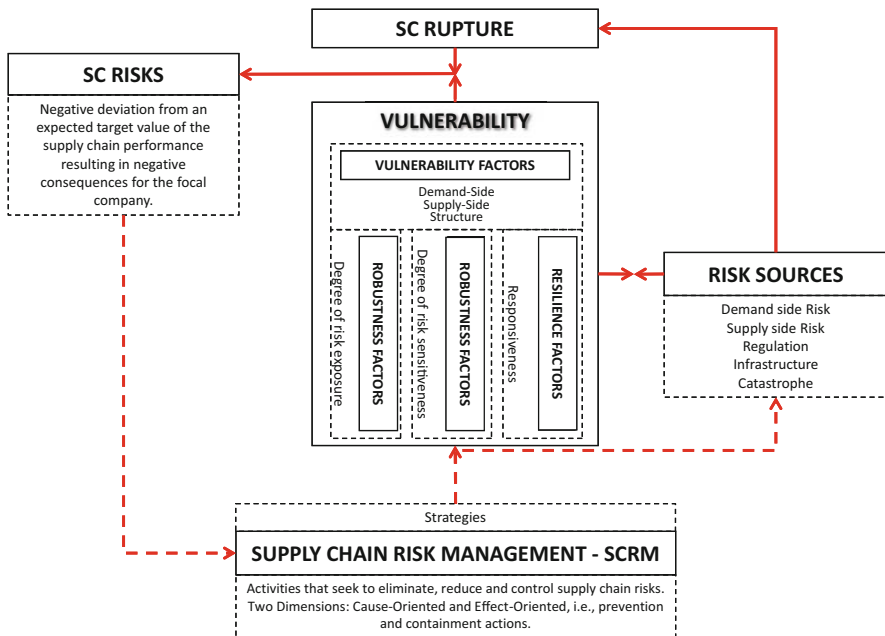 SC RUPTURE
SC RISKS
Negative deviation from an
expected target value of the
supply chain performance
resulting in negative
consequences for the focal
company.
VULNERABILITY
VULNERABILITY FACTORS
Demand-Side
Supply-Side
Structure
Degree of risk exposure
ROBUSTNESS FACTORS
Degree of risk sensitiveness
ROBUSTNESS FACTORS
Responsiveness
RESILIENCE FACTORS
RISK SOURCES
Demand side Risk
Supply side Risk
Regulation
Infrastructure
Catastrophe
Strategies
SUPPLY CHAIN RISK MANAGEMENT - SCRM
Activities that seek to eliminate, reduce and control supply chain risks.
Two Dimensions: Cause-Oriented and Effect-Oriented, i.e., prevention
and containment actions.